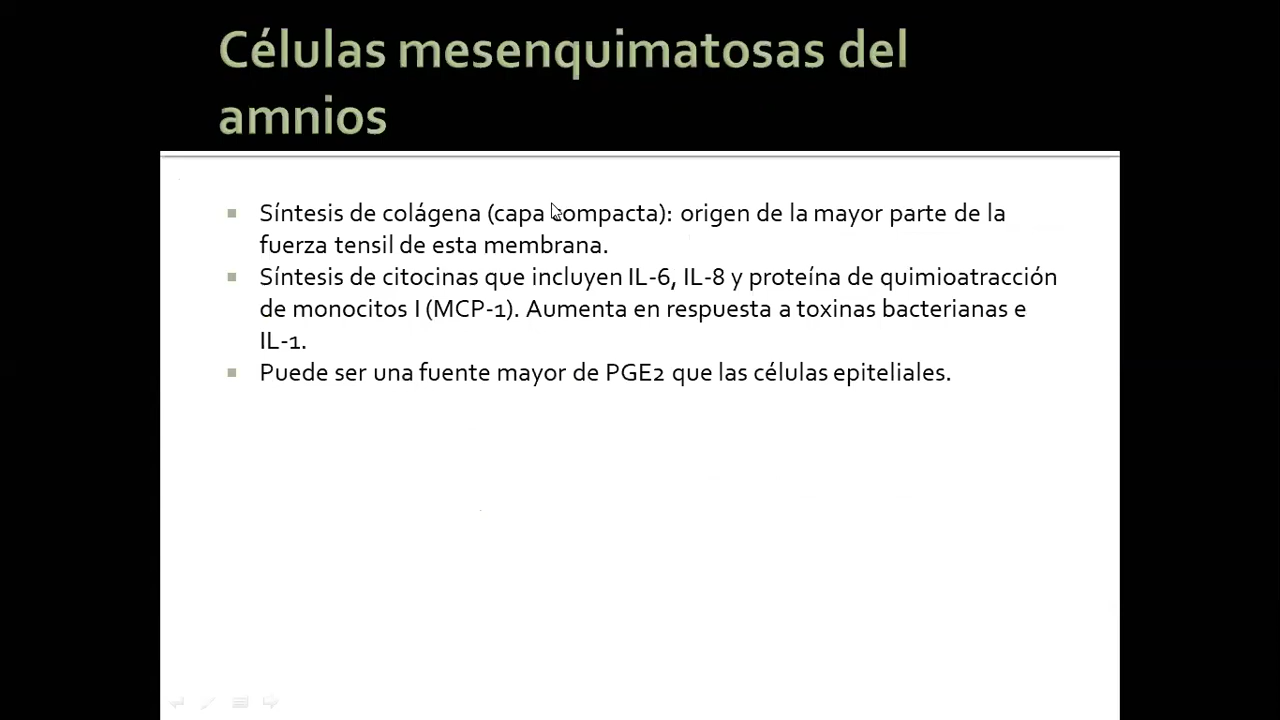 Células mesenquimatosas del
amnios
Síntesis de colágena (capa compacta): origen de la mayor parte de la
fuerza tensil de esta membrana.
Síntesis de citocinas que incluyen IL-6, IL-8 y proteína de quimioatracción
de monocitos I (MCP-1). Aumenta en respuesta a toxinas bacterianas e
IL-1.
Puede ser una fuente mayor de PGE2 que las células epiteliales.